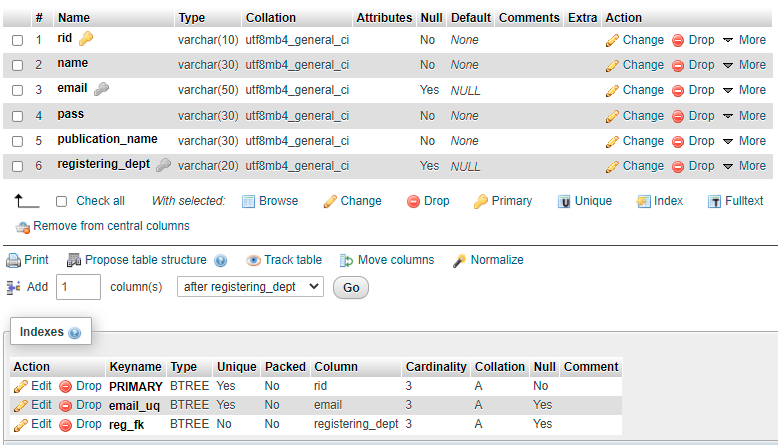 # Name Type Collation Attributes Null Default Comments Extra Action
1 rid varchar(10) utf8mb4_general_ci No None Change Drop More
2 name varchar(30) utf8mb4_general_ci No None Change Drop More
3 email varchar(50) utf8mb4_general_ci Yes NULL Change Drop More
4 pass varchar(30) utf8mb4_general_ci No None Change Drop More
5 publication_name varchar(30) utf8mb4_general_ci No None Change Drop More
6 registering_dept varchar(20) utf8mb4_general_ci Yes NULL Change Drop More
Check all With selected: Browse Change Drop Primary U Unique Index T Fulltext
Remove from central columns
Print Propose table structure Track table Move columns Normalize
Add 1 column(s) after registering_dept Go
Indexes
Action Keyname Type Unique Packed Column Cardinality Collation Null Comment
Edit Drop PRIMARY BTREE Yes No rid 3 A No
Edit Drop email_uq BTREE Yes No email 3 A Yes
Edit Drop reg_fk BTREE No No registering_dept 3 A Yes